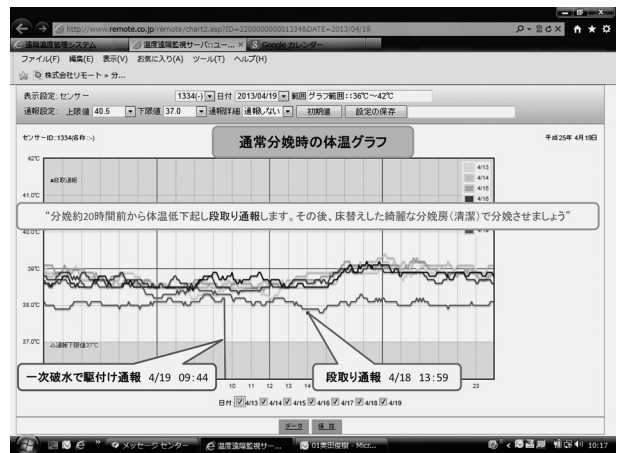 http://www.remote.co.jp/remote/chart2.asp?ID=22000000001334&DATE=2013/04/19
遠隔温度管理システム
温度遠隔監視サーバ::ユー...
Google カレンダー
ファイル(F) 編集(E) 表示(V) お気に入り(A) ツール(T) ヘルプ(H)
株式会社リモート » 分...
表示設定: センサー 1334(-) 日付 2013/04/19 範囲 グラフ範囲::36℃～42℃
通報設定: 上限値 40.5 下限値 37.0 通報詳細 通報しない 初期値 設定の保存
センサーID::1334(名称:-)
通常分娩時の体温グラフ
平成25年 4月19日
42℃
■段取通報
4/13
4/14
4/15
4/16
41.0℃
“分娩約20時間前から体温低下起し段取り通報します。その後、床替えした綺麗な分娩房(清潔)で分娩させましょう”
40.0℃
39℃
38.0℃
37.0℃
△通報下限値37℃
一次破水で駆付け通報 4/19 09:44
段取り通報 4/18 13:59
10 11 12 13 14
23
日付: 4/13 4/14 4/15 4/16 4/17 4/18 4/19
データ 保存
メッセージ センター
温度遠隔監視サー...
01奥田俊樹 - Micr...
10:17